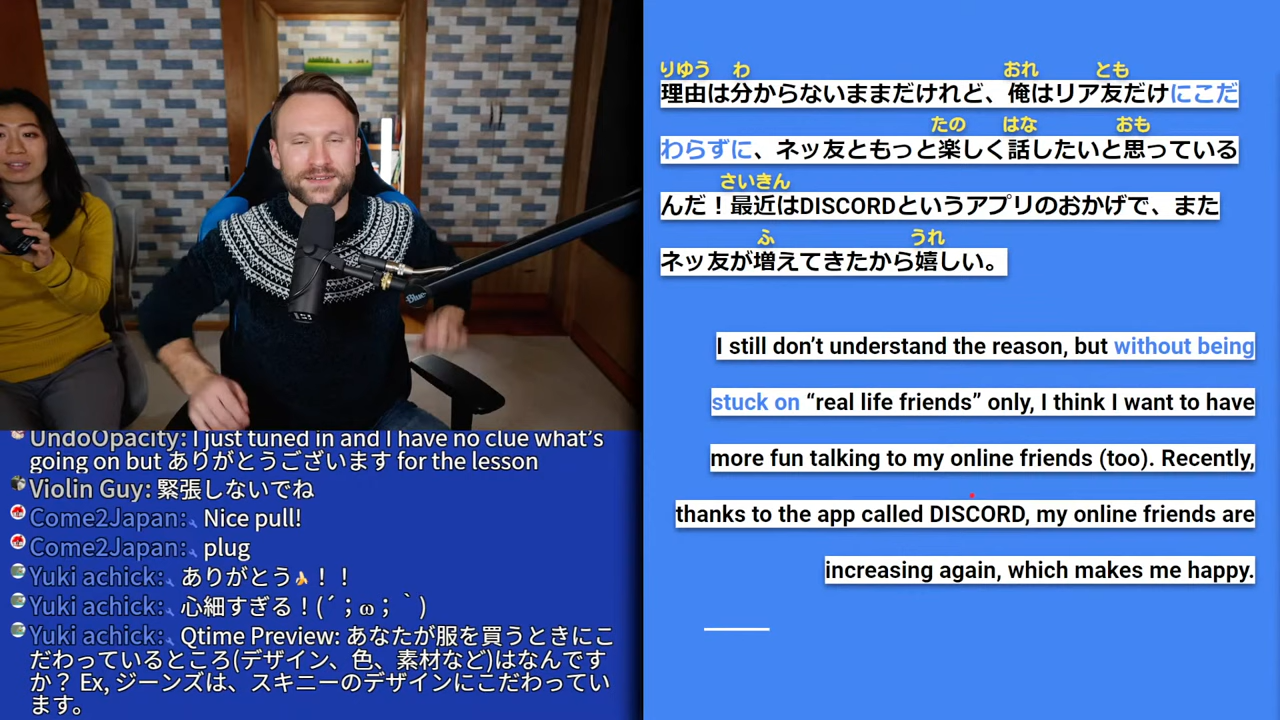 りゆう わ おれ とも
理由は分からないままだけれど、俺はリア友だけにこだ
たの はな おも
わらずに、ネッ友ともっと楽しく話したいと思っている
さいきん
んだ！最近はDISCORDというアプリのおかげで、また
ふ うれ
ネッ友が増えてきたから嬉しい。
I still don’t understand the reason, but without being
stuck on “real life friends” only, I think I want to have
more fun talking to my online friends (too). Recently,
thanks to the app called DISCORD, my online friends are
increasing again, which makes me happy.
UndoOpacity: I just tuned in and I have no clue what’s
going on but ありがとうございます for the lesson
Violin Guy: 緊張しないでね
Come2Japan: Nice pull!
Come2Japan: plug
Yuki achick: ありがとう🍌！！
Yuki achick: 心細すぎる！(´；ω；｀)
Yuki achick: Qtime Preview: あなたが服を買うときにこ
だわっているところ(デザイン、色、素材など)はなんです
か？ Ex, ジーンズは、スキニーのデザインにこだわってい
ます。
Blue